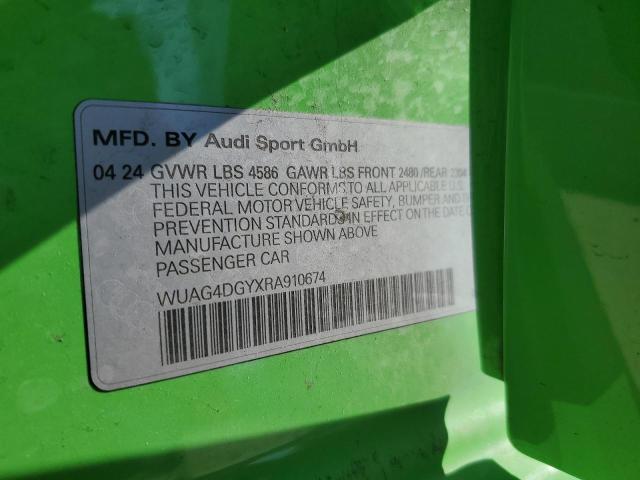 MFD. BY Audi Sport GmbH
04 24 GVWR LBS 4586 GAWR LBS FRONT 2480 /REAR
THIS VEHICLE CONFORMS TO ALL APPLICABLE U.S.
FEDERAL MOTOR VEHICLE SAFETY, BUMPER AND
PREVENTION STANDARDS IN EFFECT ON THE DATE
MANUFACTURE SHOWN ABOVE
PASSENGER CAR
WUAG4DGYXRA910674